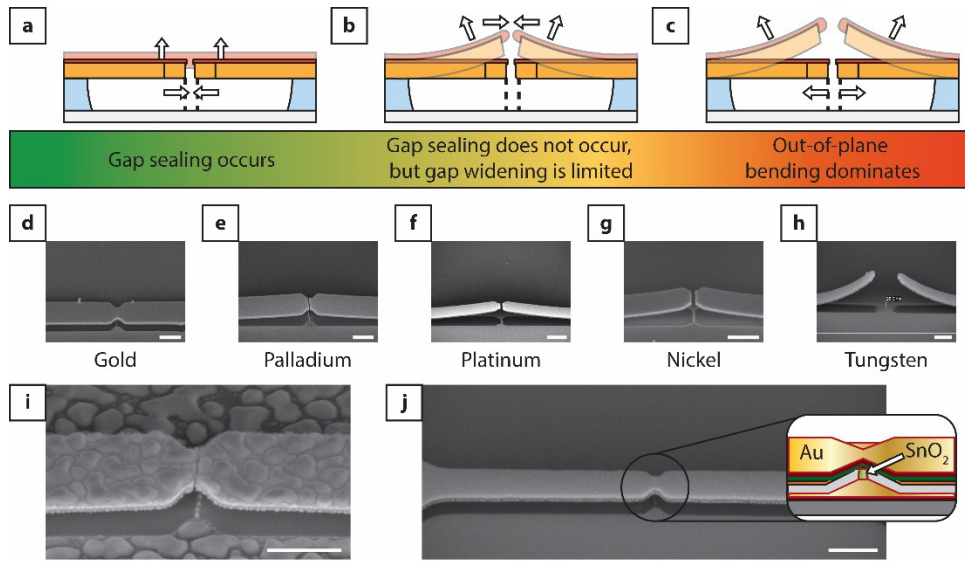 a
b
c
Gap sealing occurs
Gap sealing does not occur,
but gap widening is limited
Out-of-plane
bending dominates
d
e
f
g
h
Gold
Palladium
Platinum
Nickel
Tungsten
i
j
Au
SnO₂